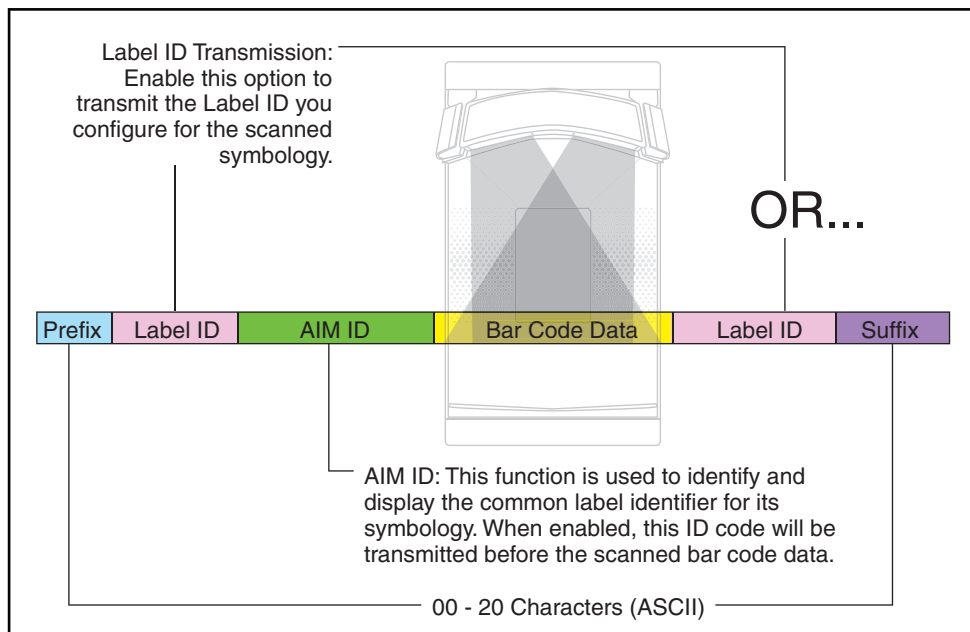 Label ID Transmission:
Enable this option to
transmit the Label ID you
configure for the scanned
symbology.
OR...
Prefix Label ID AIM ID Bar Code Data Label ID Suffix
AIM ID: This function is used to identify and
display the common label identifier for its
symbology. When enabled, this ID code will be
transmitted before the scanned bar code data.
00 - 20 Characters (ASCII)